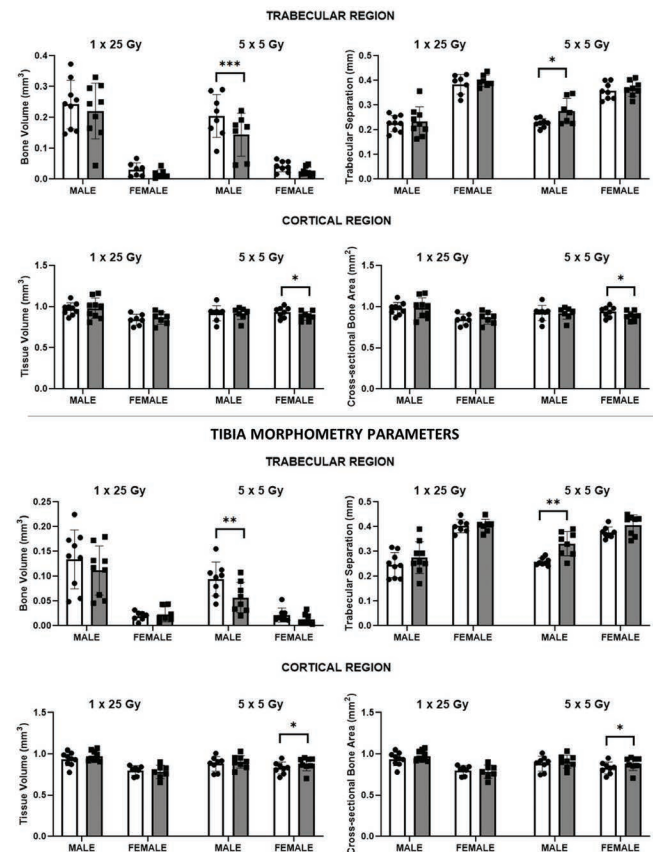 TRABECULAR REGION
1 x 25 Gy 5 x 5 Gy
Bone Volume (mm³)
0.4
0.3
0.2
0.1
0.0
***
MALE FEMALE MALE FEMALE
1 x 25 Gy 5 x 5 Gy
Trabecular Separation (mm)
0.5
0.4
0.3
0.2
0.1
0.0
*
MALE FEMALE MALE FEMALE
CORTICAL REGION
1 x 25 Gy 5 x 5 Gy
Tissue Volume (mm³)
1.5
1.0
0.5
0.0
*
MALE FEMALE MALE FEMALE
1 x 25 Gy 5 x 5 Gy
Cross-sectional Bone Area (mm²)
1.5
1.0
0.5
0.0
*
MALE FEMALE MALE FEMALE
TIBIA MORPHOMETRY PARAMETERS
TRABECULAR REGION
1 x 25 Gy 5 x 5 Gy
Bone Volume (mm³)
0.25
0.20
0.15
0.10
0.05
0.00
**
MALE FEMALE MALE FEMALE
1 x 25 Gy 5 x 5 Gy
Trabecular Separation (mm)
0.5
0.4
0.3
0.2
0.1
0.0
**
MALE FEMALE MALE FEMALE
CORTICAL REGION
1 x 25 Gy 5 x 5 Gy
Tissue Volume (mm³)
1.5
1.0
0.5
0.0
*
MALE FEMALE MALE FEMALE
1 x 25 Gy 5 x 5 Gy
Cross-sectional Bone Area (mm²)
1.5
1.0
0.5
0.0
*
MALE FEMALE MALE FEMALE